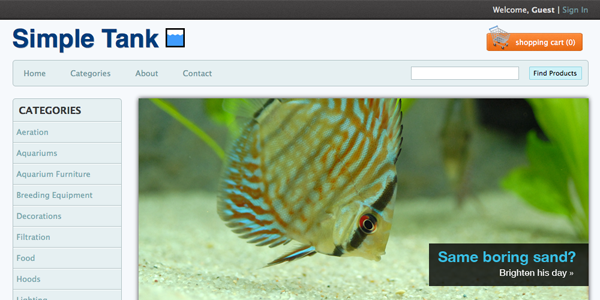 Welcome, Guest | Sign In
Simple Tank
shopping cart (0)
Home Categories About Contact
Find Products
CATEGORIES
Aeration
Aquariums
Aquarium Furniture
Breeding Equipment
Decorations
Filtration
Food
Hoods
Lighting
Same boring sand?
Brighten his day »